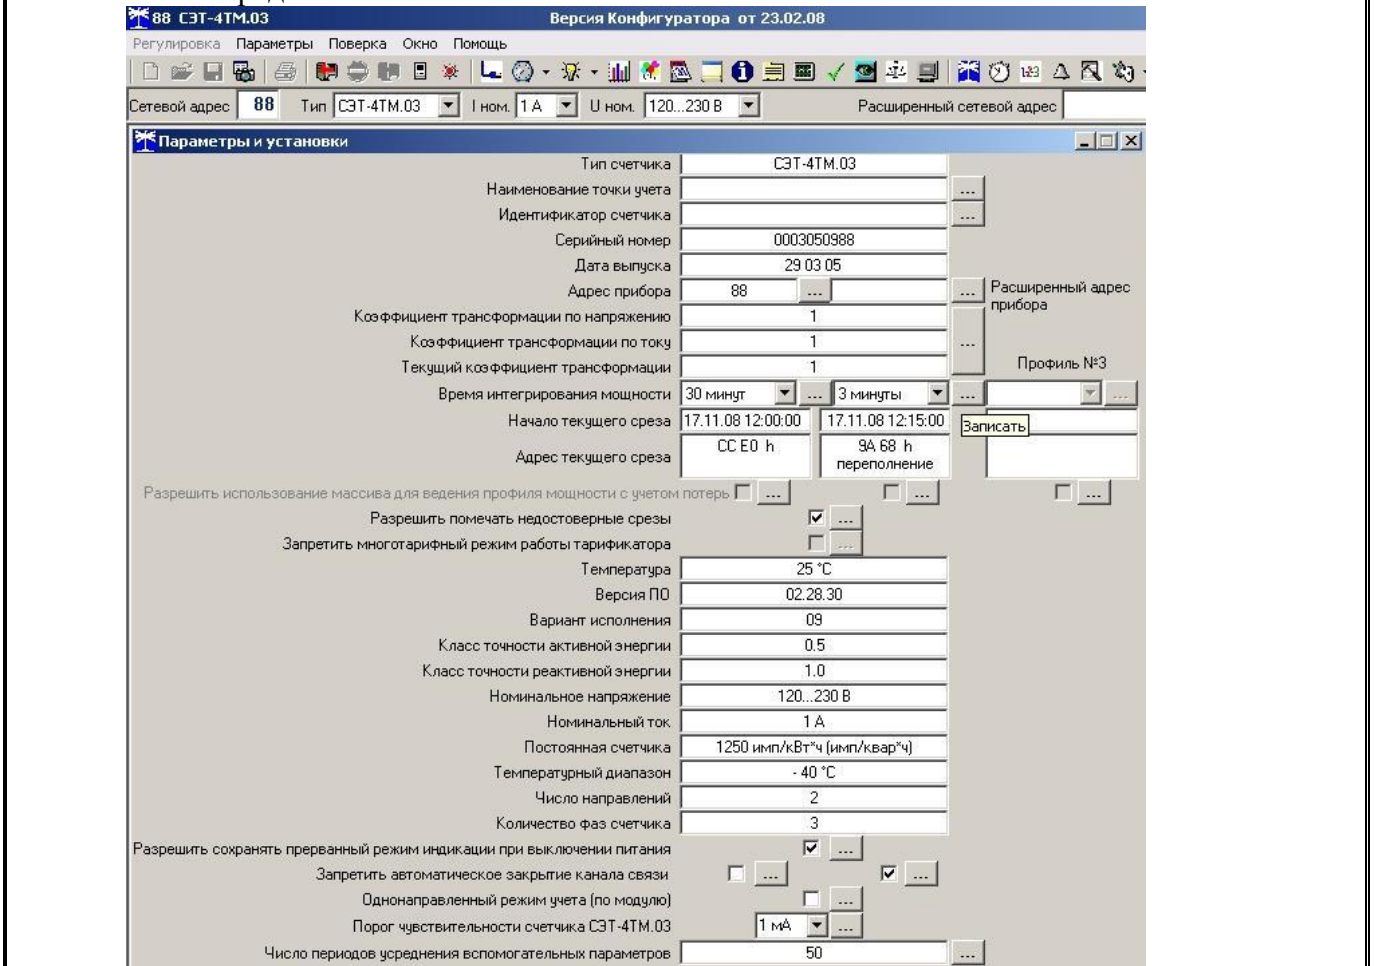 88 СЭТ-4ТМ.03 Версия Конфигуратора от 23.02.08
Регулировка Параметры Поверка Окно Помощь
Сетевой адрес 88 Тип СЭТ-4ТМ.03 I ном. 1 А U ном. 120...230 В Расширенный сетевой адрес
Параметры и установки
Тип счетчика СЭТ-4ТМ.03
Наименование точки учета ...
Идентификатор счетчика ...
Серийный номер 0003050988
Дата выпуска 29 03 05
Адрес прибора 88 ... ... Расширенный адрес
прибора
Коэффициент трансформации по напряжению 1
Коэффициент трансформации по току 1 ...
Текущий коэффициент трансформации 1 Профиль №3
Время интегрирования мощности 30 минут ... 3 минуты ... ...
Начало текущего среза 17.11.08 12:00:00 17.11.08 12:15:00 Записать
Адрес текущего среза CC E0 h 9A 68 h
переполнение
Разрешить использование массива для ведения профиля мощности с учетом потерь ... ... ...
Разрешить помечать недостоверные срезы ...
Запретить многотарифный режим работы тарификатора ...
Температура 25 °C
Версия ПО 02.28.30
Вариант исполнения 09
Класс точности активной энергии 0.5
Класс точности реактивной энергии 1.0
Номинальное напряжение 120...230 В
Номинальный ток 1 А
Постоянная счетчика 1250 имп/кВт*ч (имп/квар*ч)
Температурный диапазон - 40 °C
Число направлений 2
Количество фаз счетчика 3
Разрешить сохранять прерванный режим индикации при выключении питания ...
Запретить автоматическое закрытие канала связи ... ...
Однонаправленный режим учета (по модулю) ...
Порог чувствительности счетчика СЭТ-4ТМ.03 1 мА ...
Число периодов усреднения вспомогательных параметров 50 ...